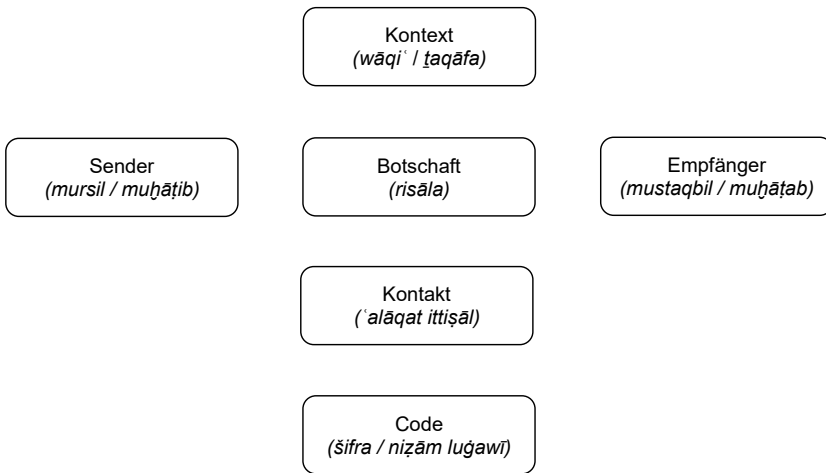 Kontext
(wāqiʿ / ṯaqāfa)
Sender
(mursil / muḫāṭib)
Botschaft
(risāla)
Empfänger
(mustaqbil / muḫāṭab)
Kontakt
(ʿalāqat ittiṣāl)
Code
(šifra / niẓām luġawī)